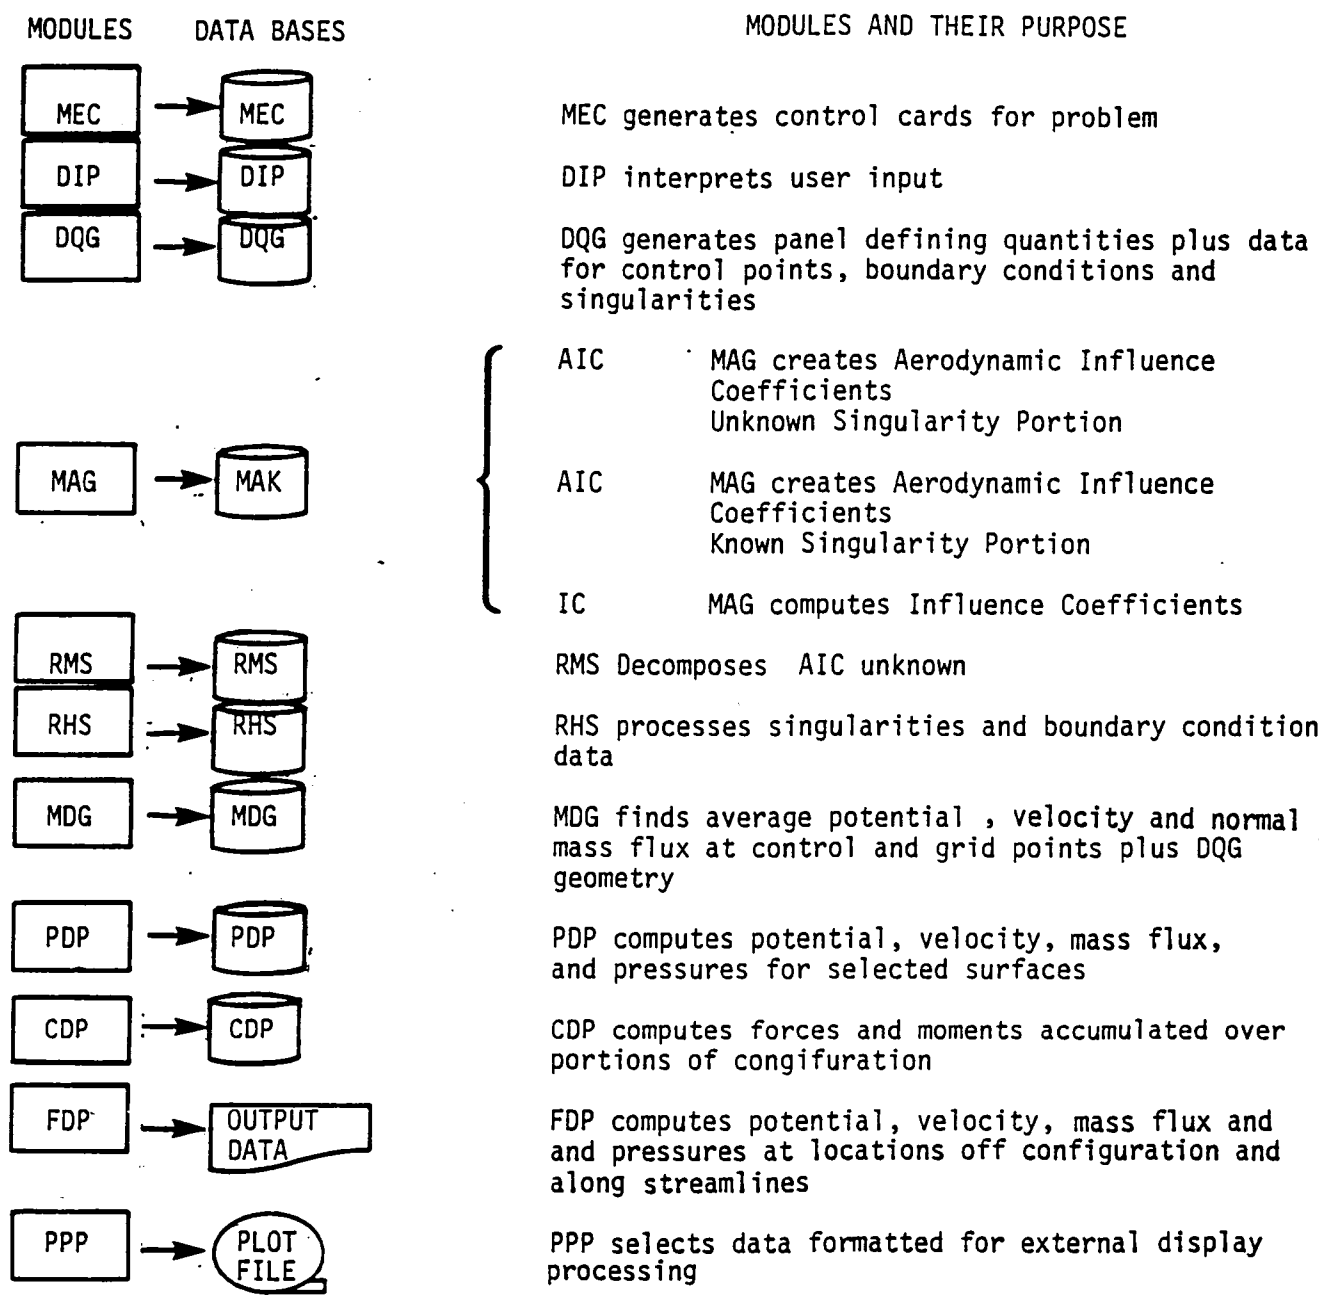 MODULES DATA BASES MODULES AND THEIR PURPOSE
MEC MEC MEC generates control cards for problem
DIP DIP DIP interprets user input
DQG DQG DQG generates panel defining quantities plus data
for control points, boundary conditions and
singularities
AIC MAG creates Aerodynamic Influence
Coefficients
Unknown Singularity Portion
MAG MAK AIC MAG creates Aerodynamic Influence
Coefficients
Known Singularity Portion
IC MAG computes Influence Coefficients
RMS RMS RMS Decomposes AIC unknown
RHS RHS RHS processes singularities and boundary condition
data
MDG MDG MDG finds average potential , velocity and normal
mass flux at control and grid points plus DQG
geometry
PDP PDP PDP computes potential, velocity, mass flux,
and pressures for selected surfaces
CDP CDP CDP computes forces and moments accumulated over
portions of congifuration
FDP OUTPUT FDP computes potential, velocity, mass flux and
DATA and pressures at locations off configuration and
along streamlines
PPP PLOT PPP selects data formatted for external display
FILE processing